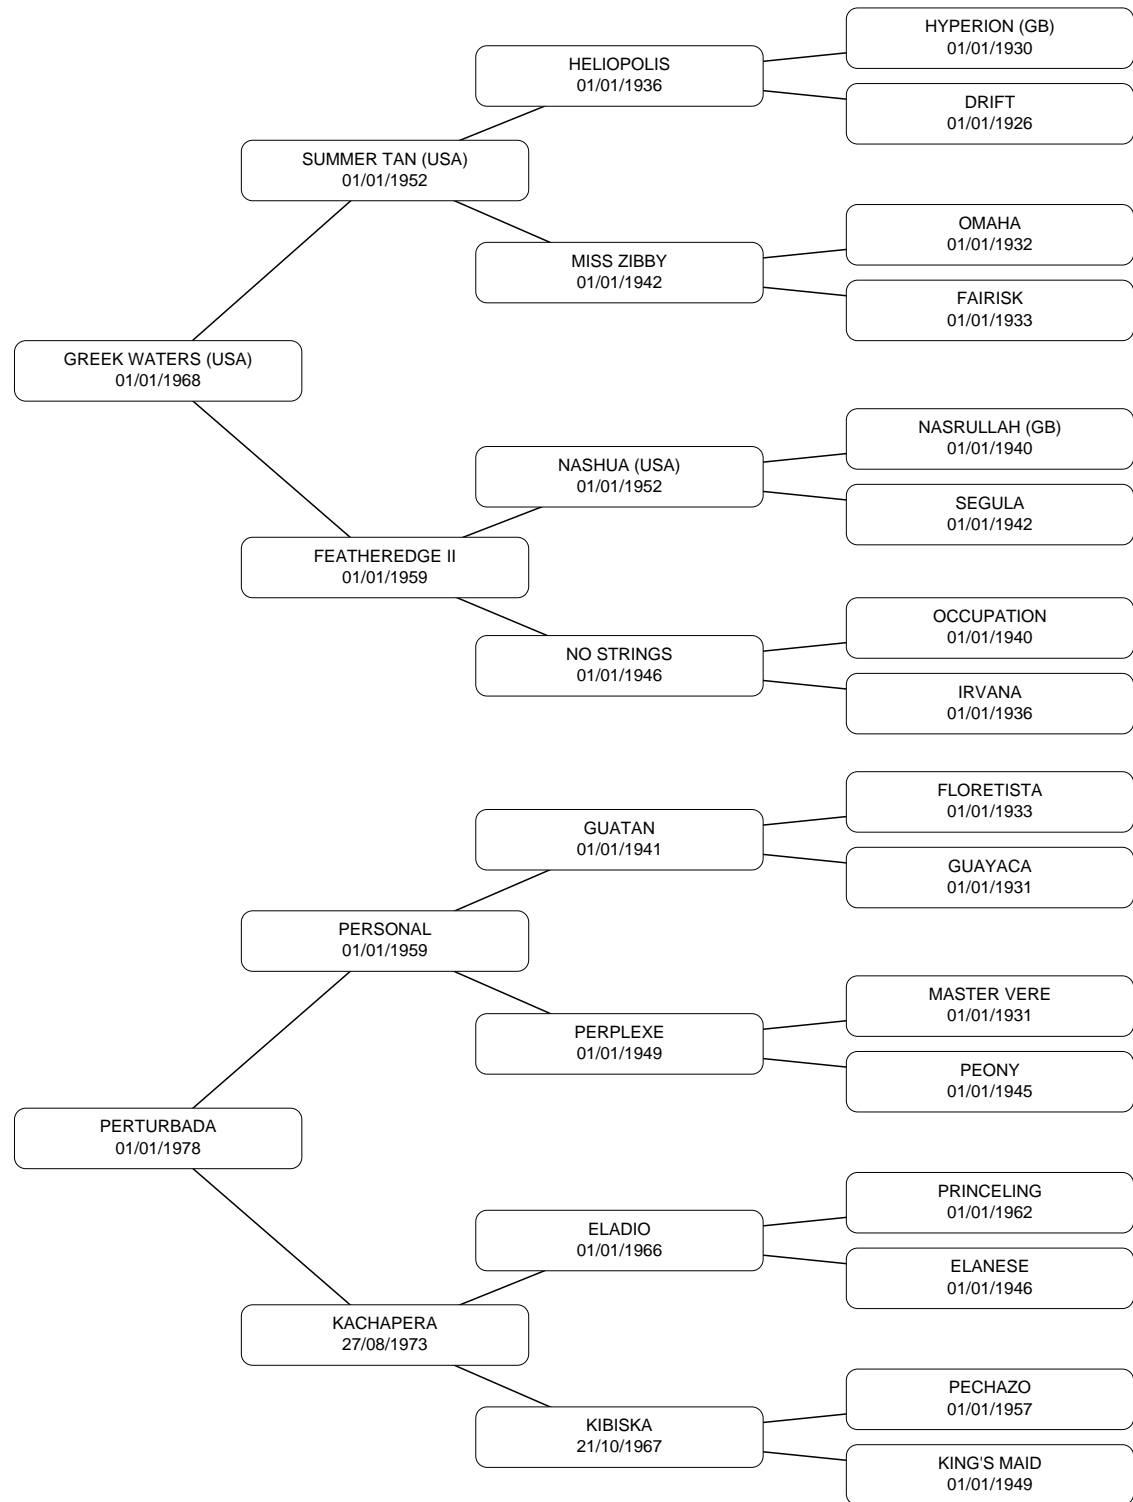 HYPERION (GB)
01/01/1930
HELIOPOLIS
01/01/1936
DRIFT
01/01/1926
SUMMER TAN (USA)
01/01/1952
OMAHA
01/01/1932
MISS ZIBBY
01/01/1942
FAIRISK
01/01/1933
GREEK WATERS (USA)
01/01/1968
NASRULLAH (GB)
01/01/1940
NASHUA (USA)
01/01/1952
SEGULA
01/01/1942
FEATHEREDGE II
01/01/1959
OCCUPATION
01/01/1940
NO STRINGS
01/01/1946
IRVANA
01/01/1936
FLORETISTA
01/01/1933
GUATAN
01/01/1941
GUAYACA
01/01/1931
PERSONAL
01/01/1959
MASTER VERE
01/01/1931
PERPLEXE
01/01/1949
PEONY
01/01/1945
PERTURBADA
01/01/1978
PRINCELING
01/01/1962
ELADIO
01/01/1966
ELANESE
01/01/1946
KACHAPERA
27/08/1973
PECHAZO
01/01/1957
KIBISKA
21/10/1967
KING'S MAID
01/01/1949